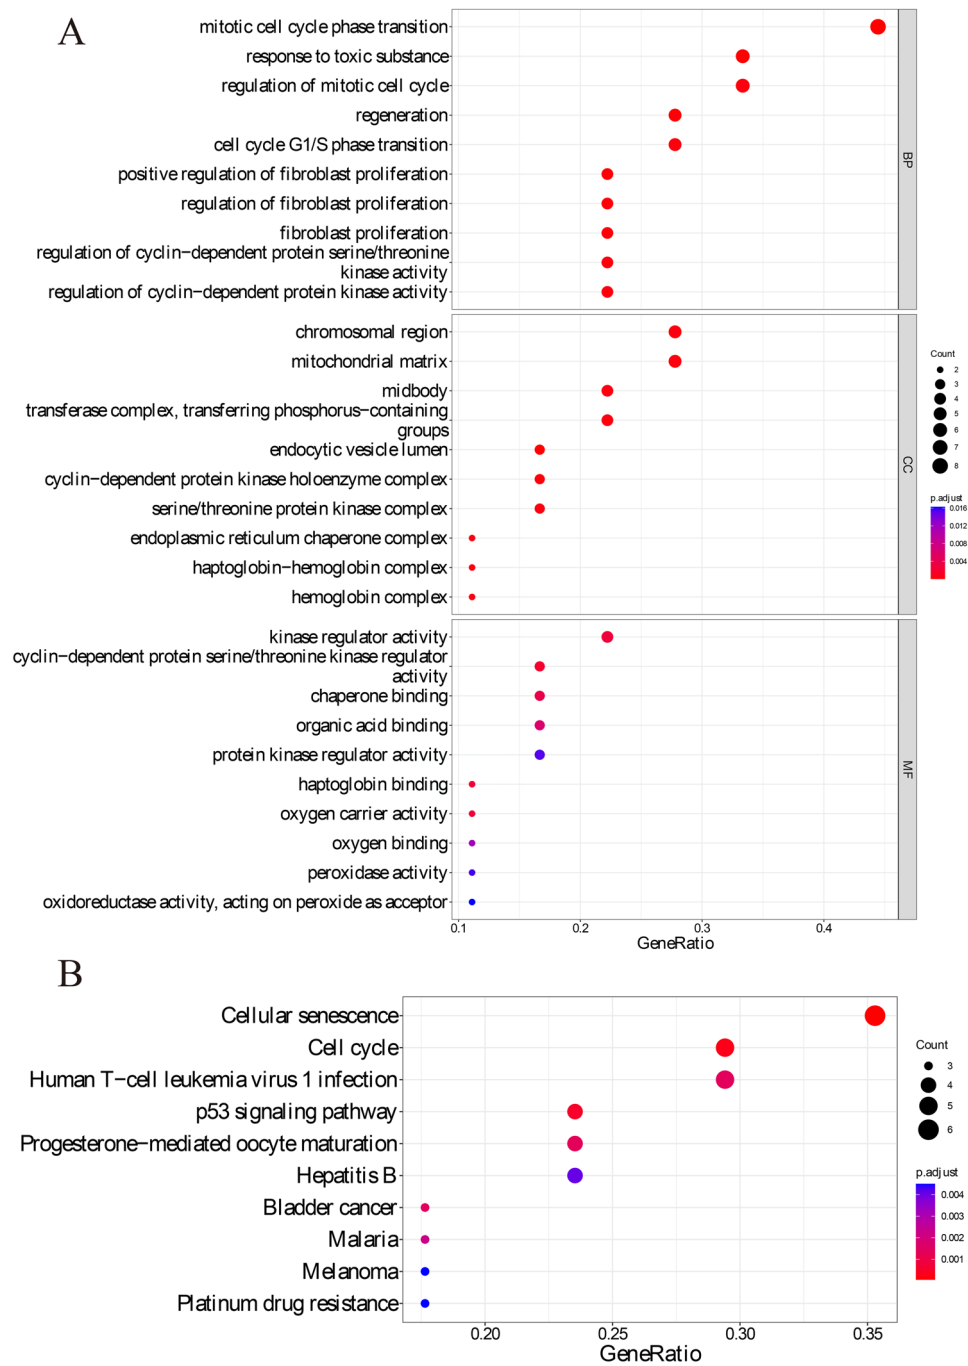 A
mitotic cell cycle phase transition
response to toxic substance
regulation of mitotic cell cycle
regeneration
cell cycle G1/S phase transition
positive regulation of fibroblast proliferation
regulation of fibroblast proliferation
fibroblast proliferation
regulation of cyclin−dependent protein serine/threonine
kinase activity
regulation of cyclin−dependent protein kinase activity
BP
chromosomal region
mitochondrial matrix
midbody
transferase complex, transferring phosphorus−containing
groups
endocytic vesicle lumen
cyclin−dependent protein kinase holoenzyme complex
serine/threonine protein kinase complex
endoplasmic reticulum chaperone complex
haptoglobin−hemoglobin complex
hemoglobin complex
CC
kinase regulator activity
cyclin−dependent protein serine/threonine kinase regulator
activity
chaperone binding
organic acid binding
protein kinase regulator activity
haptoglobin binding
oxygen carrier activity
oxygen binding
peroxidase activity
oxidoreductase activity, acting on peroxide as acceptor
MF
0.1 0.2 0.3 0.4
GeneRatio
Count
2
3
4
5
6
7
8
p.adjust
0.016
0.012
0.008
0.004
B
Cellular senescence
Cell cycle
Human T−cell leukemia virus 1 infection
p53 signaling pathway
Progesterone−mediated oocyte maturation
Hepatitis B
Bladder cancer
Malaria
Melanoma
Platinum drug resistance
0.20 0.25 0.30 0.35
GeneRatio
Count
3
4
5
6
p.adjust
0.004
0.003
0.002
0.001